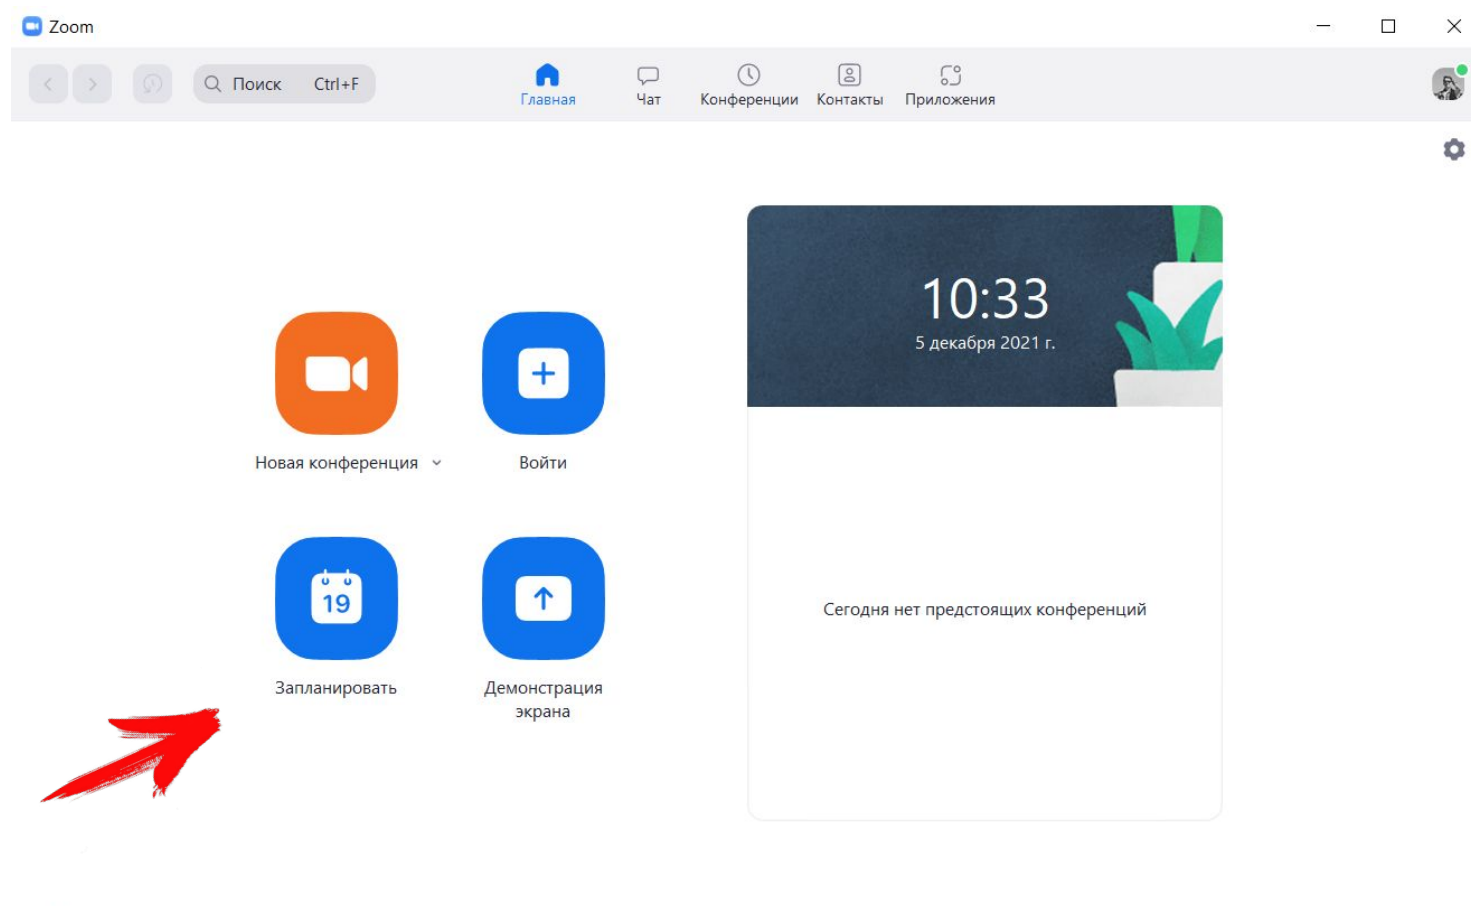 Zoom
Поиск Ctrl+F
Главная
Чат
Конференции
Контакты
Приложения
10:33
5 декабря 2021 г.
Новая конференция
Войти
19
Запланировать
Демонстрация
экрана
Сегодня нет предстоящих конференций